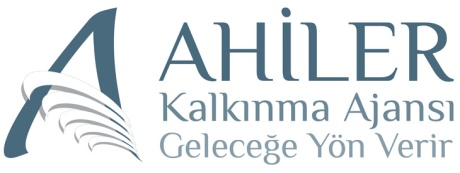 AHİLER
Kalkınma Ajansı
Geleceğe Yön Verir